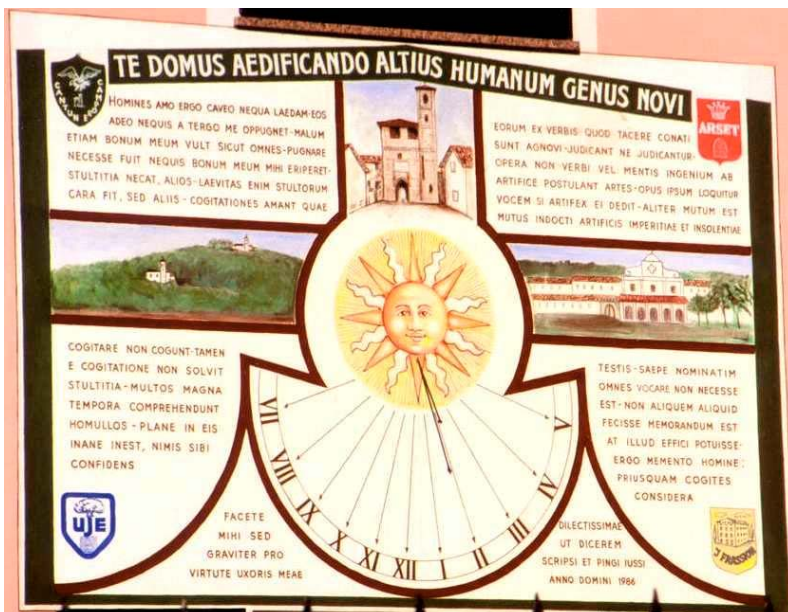 TE DOMUS AEDIFICANDO ALTIUS HUMANUM GENUS NOVI
HOMINES AMO ERGO CAVEO NEQUA LAEDAM-EOS
ADEO NEQUIS A TERGO ME OPPUGNET-MALUM
ETIAM BONUM MEUM VULT SICUT OMNES-PUGNARE
NECESSE FUIT NEQUIS BONUM MEUM MIHI ERIPERET-
STULTITIA NECAT, ALIOS-LAEVITAS ENIM STULTORUM
CARA FIT, SED ALIIS-COGITATIONES AMANT QUAE
ARSET
EORUM EX VERBIS QUOD TACERE CONATI
SUNT AGNOVI-JUDICANT NE JUDICANTUR-
OPERA NON VERBI VEL MENTIS INGENIUM AB
ARTIFICE POSTULANT ARTES-OPUS IPSUM LOQUITUR
VOCEM SI ARTIFEX EI DEDIT-ALITER MUTUM EST
MUTUS INDOCTI ARTIFICIS IMPERITIAE ET INSOLENTIAE
COGITARE NON COGUNT-TAMEN
E COGITATIONE NON SOLVIT
STULTITIA-MULTOS MAGNA
TEMPORA COMPREHENDUNT
HOMULLOS-PLANE IN EIS
INANE INEST, NIMIS SIBI
CONFIDENS
TESTIS-SAEPE NOMINATIM
OMNES VOCARE NON NECESSE
EST-NON ALIQUEM ALIQUID
FECISSE MEMORANDUM EST
AT ILLUD EFFICI POTUISSE-
ERGO MEMENTO HOMINE:
PRIUSQUAM COGITES
CONSIDERA
VII
VIII
IX
X
XI
XII
I
II
III
IV
V
UJE
FACETE
MIHI SED
GRAVITER PRO
VIRTUTE UXORIS MEAE
DILECTISSIMAE
UT DICEREM
SCRIPSI ET PINGI IUSSI
ANNO DOMINI 1986